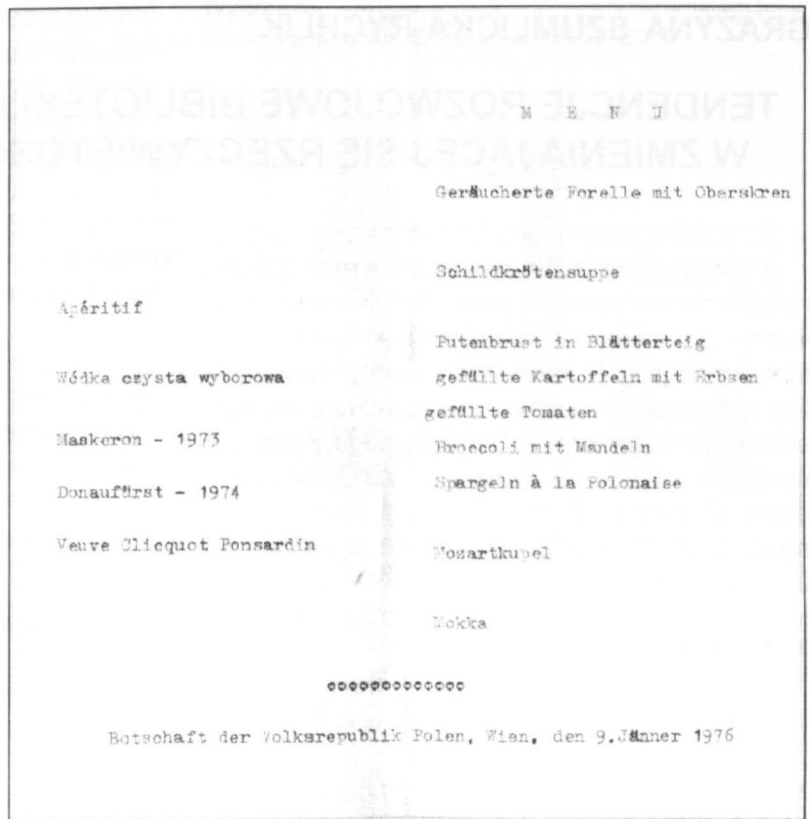 Apéritif
Wódka czysta wyborowa
Maskeron - 1973
Donaufürst - 1974
Veuve Clicquot Ponsardin
M E N U
Geräucherte Forelle mit Oberskren
Schildkrötensuppe
Putenbrust in Blätterteig
gefüllte Kartoffeln mit Erbsen
gefüllte Tomaten
Broccoli mit Mandeln
Spargeln à la Polonaise
Mozartkupel
Mokka
Botschaft der Volksrepublik Polen, Wien, den 9.Jänner 1976